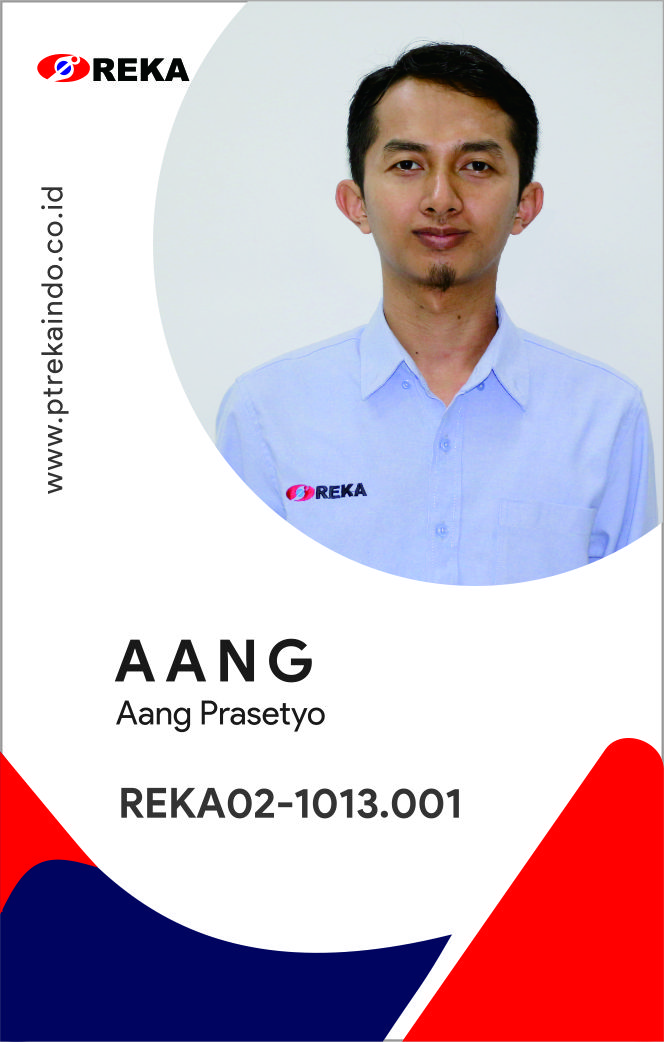 REKA
www.ptrekaindo.co.id
REKA
AANG
Aang Prasetyo
REKA02-1013.001